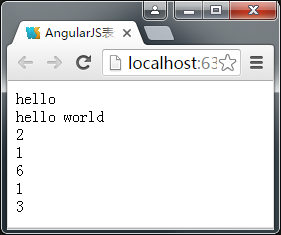 AngularJS表
localhost:63
hello
hello world
2
1
6
1
3